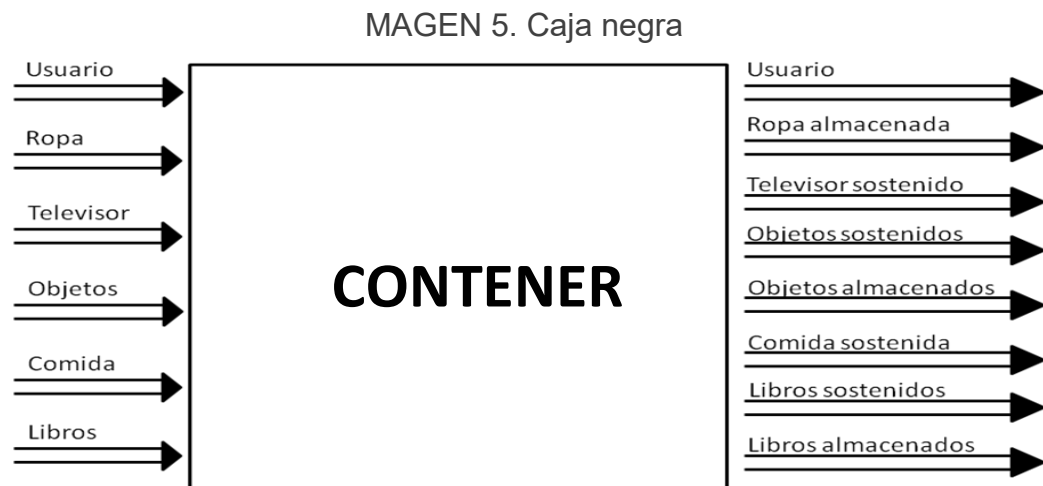 MAGEN 5. Caja negra
Usuario
Ropa
Televisor
Objetos
Comida
Libros
CONTENER
Usuario
Ropa almacenada
Televisor sostenido
Objetos sostenidos
Objetos almacenados
Comida sostenida
Libros sostenidos
Libros almacenados